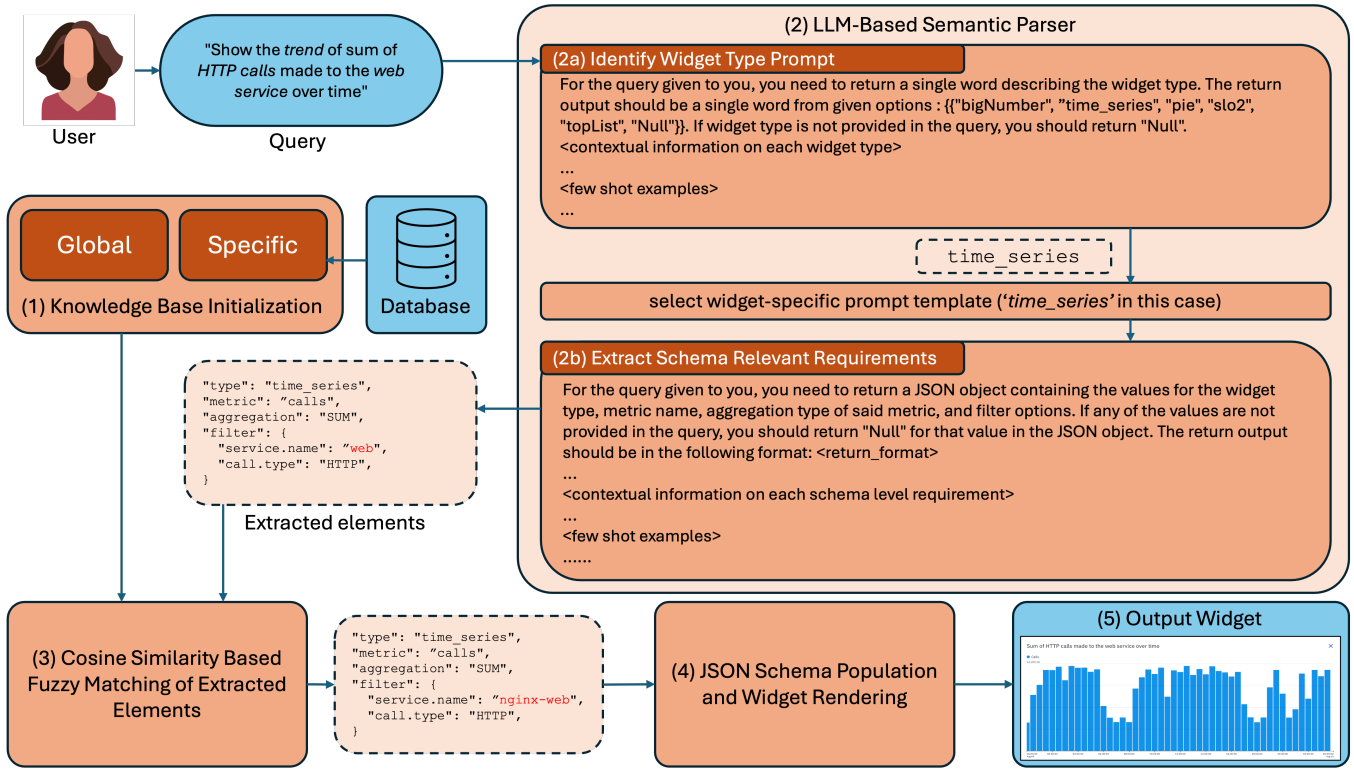 "Show the trend of sum of
HTTP calls made to the web
service over time"
User
Query
(2) LLM-Based Semantic Parser
(2a) Identify Widget Type Prompt
For the query given to you, you need to return a single word describing the widget type. The return
output should be a single word from given options : {{"bigNumber", ”time_series", "pie", "slo2",
"topList", "Null"}}. If widget type is not provided in the query, you should return "Null".
<contextual information on each widget type>
...
<few shot examples>
...
time_series
select widget-specific prompt template (‘time_series’ in this case)
(2b) Extract Schema Relevant Requirements
For the query given to you, you need to return a JSON object containing the values for the widget
type, metric name, aggregation type of said metric, and filter options. If any of the values are not
provided in the query, you should return "Null" for that value in the JSON object. The return output
should be in the following format: <return_format>
...
<contextual information on each schema level requirement>
...
<few shot examples>
......
Global
Specific
(1) Knowledge Base Initialization
Database
"type": "time_series",
"metric": ”calls",
"aggregation": "SUM",
"filter": {
"service.name": ”web",
"call.type": "HTTP",
}
Extracted elements
(3) Cosine Similarity Based
Fuzzy Matching of Extracted
Elements
"type": "time_series",
"metric": ”calls",
"aggregation": "SUM",
"filter": {
"service.name": ”nginx-web",
"call.type": "HTTP",
}
(4) JSON Schema Population
and Widget Rendering
(5) Output Widget
Sum of HTTP calls made to the web service over time
Calls